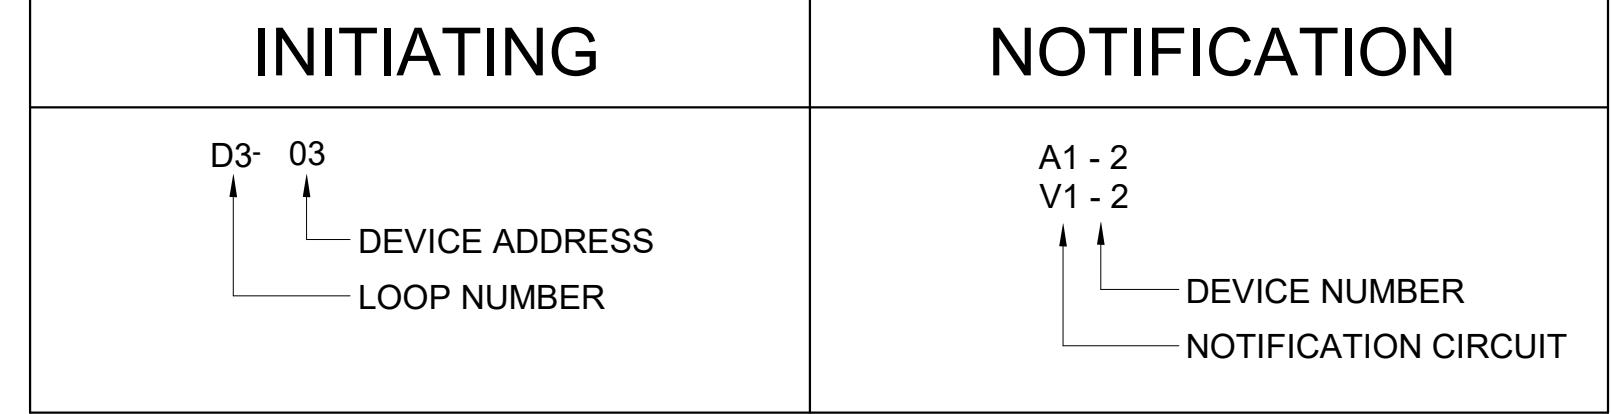 INITIATING
D3- 03
DEVICE ADDRESS
LOOP NUMBER
NOTIFICATION
A1 - 2
V1 - 2
DEVICE NUMBER
NOTIFICATION CIRCUIT